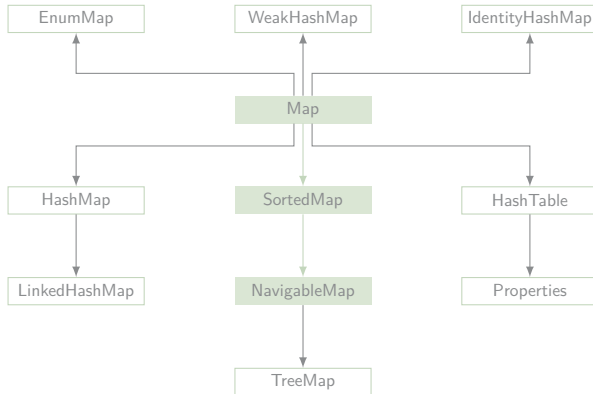 EnumMap
WeakHashMap
IdentityHashMap
Map
HashMap
SortedMap
HashTable
LinkedHashMap
NavigableMap
Properties
TreeMap